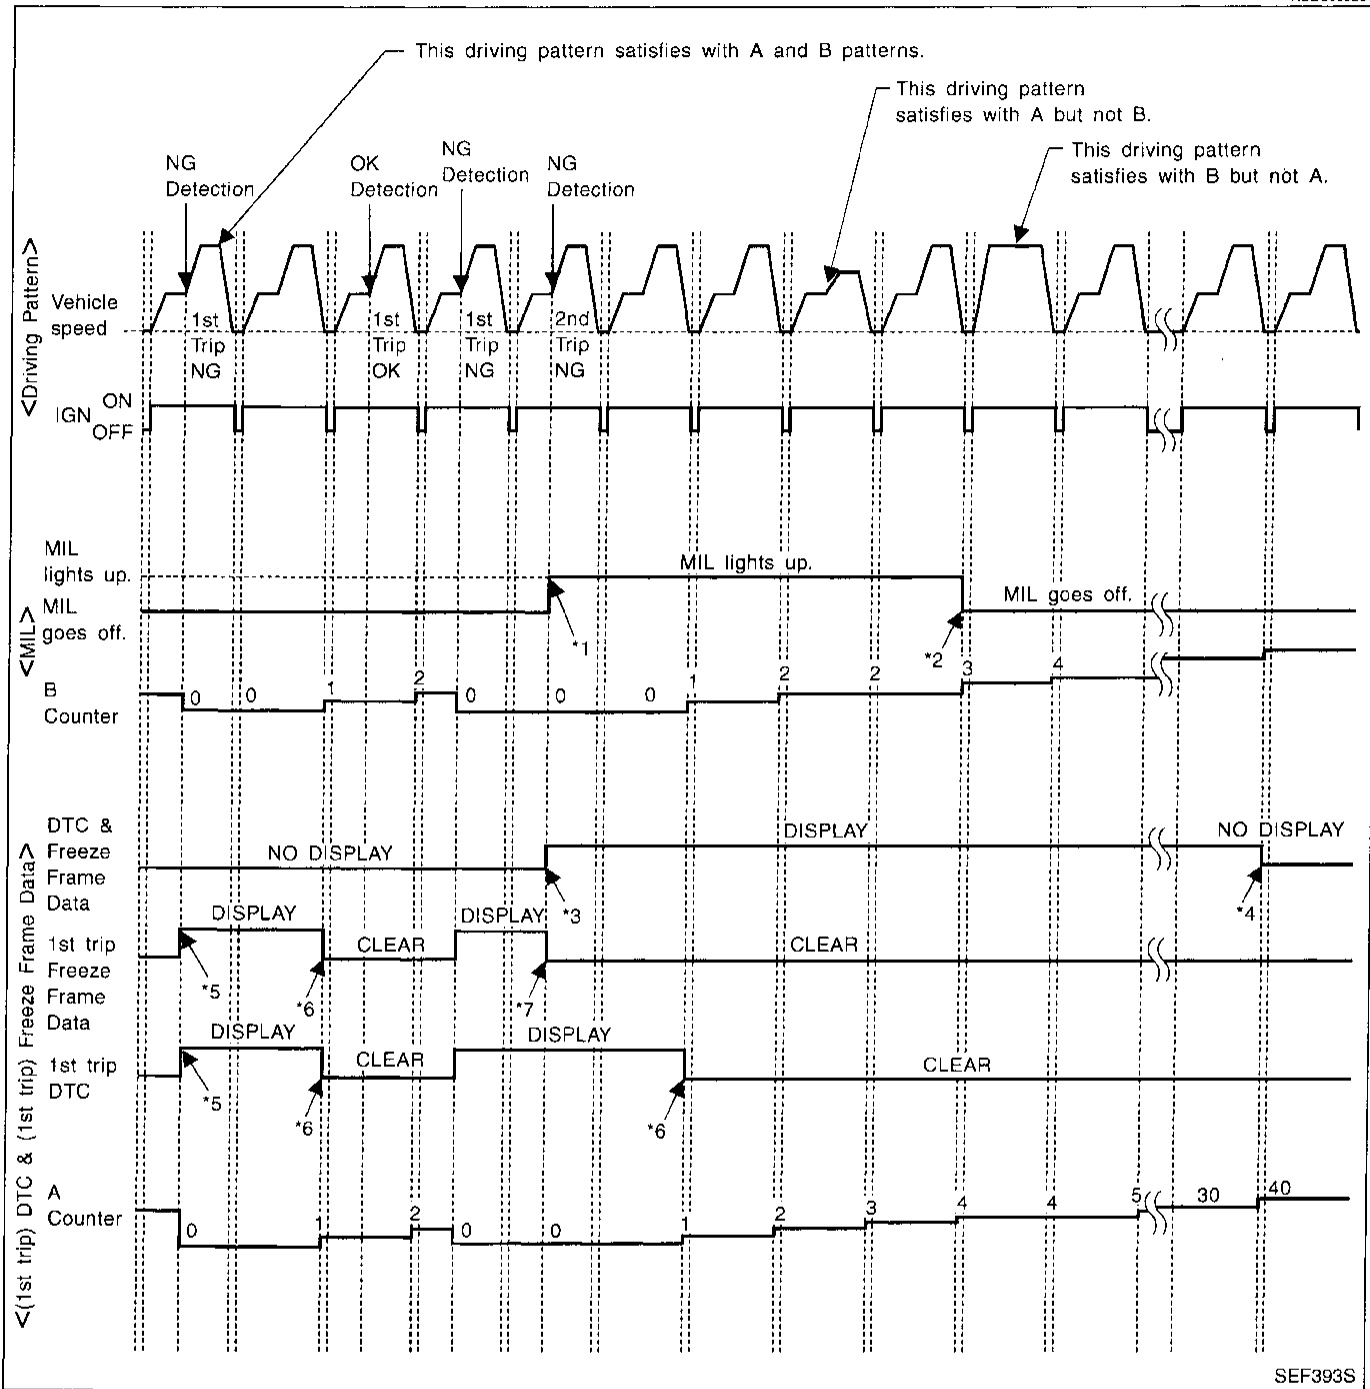 This driving pattern satisfies with A and B patterns.
This driving pattern
satisfies with A but not B.
This driving pattern
satisfies with B but not A.
NG
Detection
OK
Detection
NG
Detection
NG
Detection
<Driving Pattern>
Vehicle
speed
1st
Trip
NG
1st
Trip
OK
1st
Trip
NG
2nd
Trip
NG
IGN ON
OFF
<MIL>
MIL
lights up.
MIL lights up.
MIL
goes off.
MIL goes off.
*1
*2
B
Counter
0 0 1 2 0 0 0 1 2 2 3 4
<(1st trip) DTC & (1st trip) Freeze Frame Data>
DTC &
Freeze
Frame
Data
NO DISPLAY
DISPLAY
NO DISPLAY
*3
*4
1st trip
Freeze
Frame
Data
DISPLAY
CLEAR
DISPLAY
CLEAR
*5
*6
*7
1st trip
DTC
DISPLAY
CLEAR
DISPLAY
CLEAR
*5
*6
*6
A
Counter
0 1 2 0 0 1 2 3 4 4 5 30 40
SEF393S